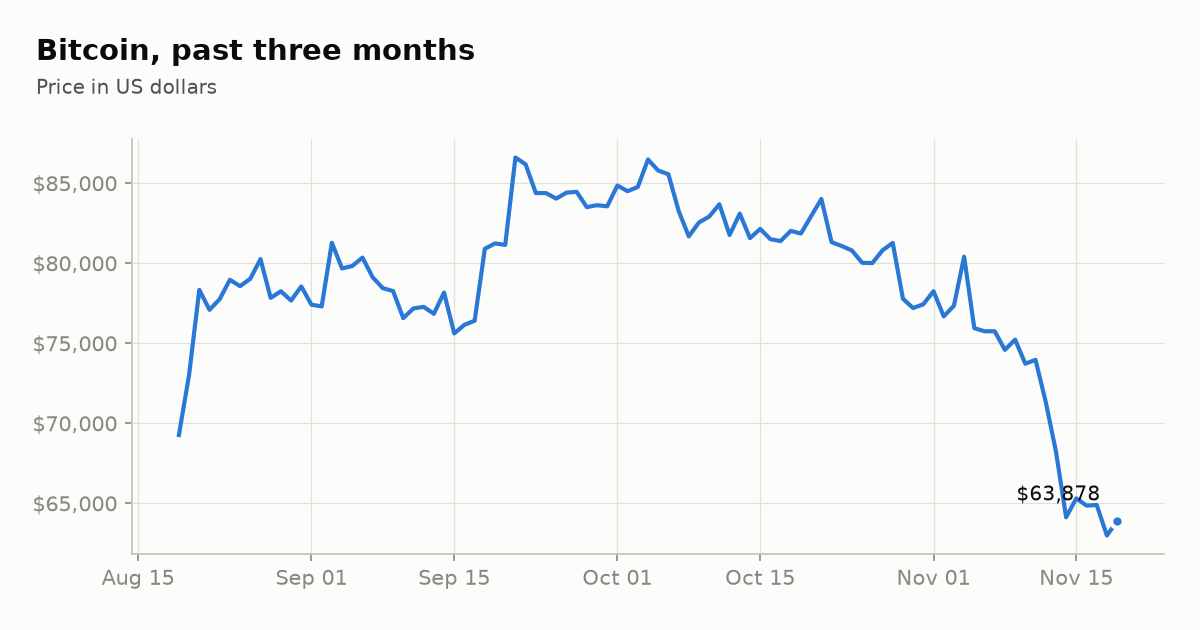 Bitcoin, past three months
Price in US dollars
$85,000
$80,000
$75,000
$70,000
$65,000
$63,878
Aug 15
Sep 01
Sep 15
Oct 01
Oct 15
Nov 01
Nov 15